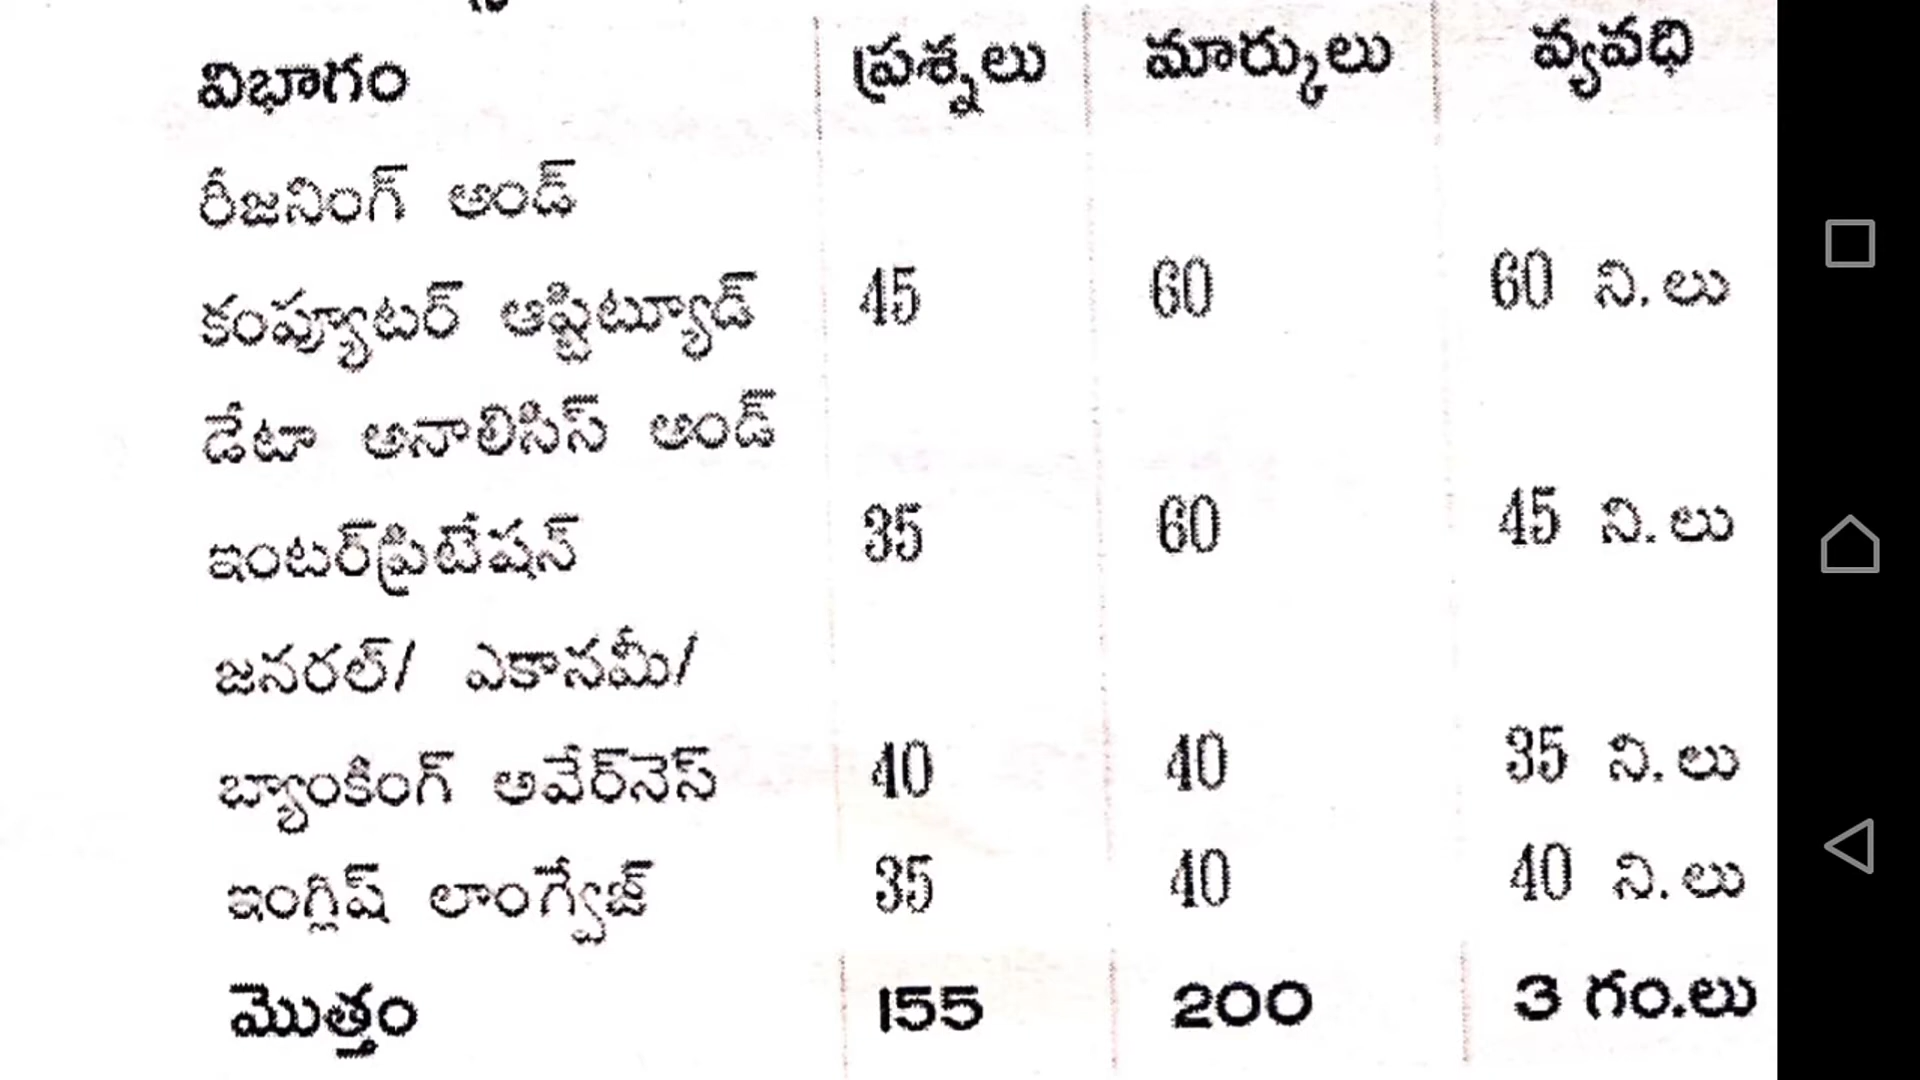 విభాగం ప్రశ్నలు మార్కులు వ్యవధి
రీజనింగ్ అండ్
కంప్యూటర్ ఆప్టిట్యూడ్ 45 60 60 ని.లు
డేటా అనాలిసిస్ అండ్
ఇంటర్‌ప్రిటేషన్ 35 60 45 ని.లు
జనరల్/ ఎకానమీ/
బ్యాంకింగ్ అవేర్‌నెస్ 40 40 35 ని.లు
ఇంగ్లిష్ లాంగ్వేజ్ 35 40 40 ని.లు
మొత్తం 155 200 3 గం.లు